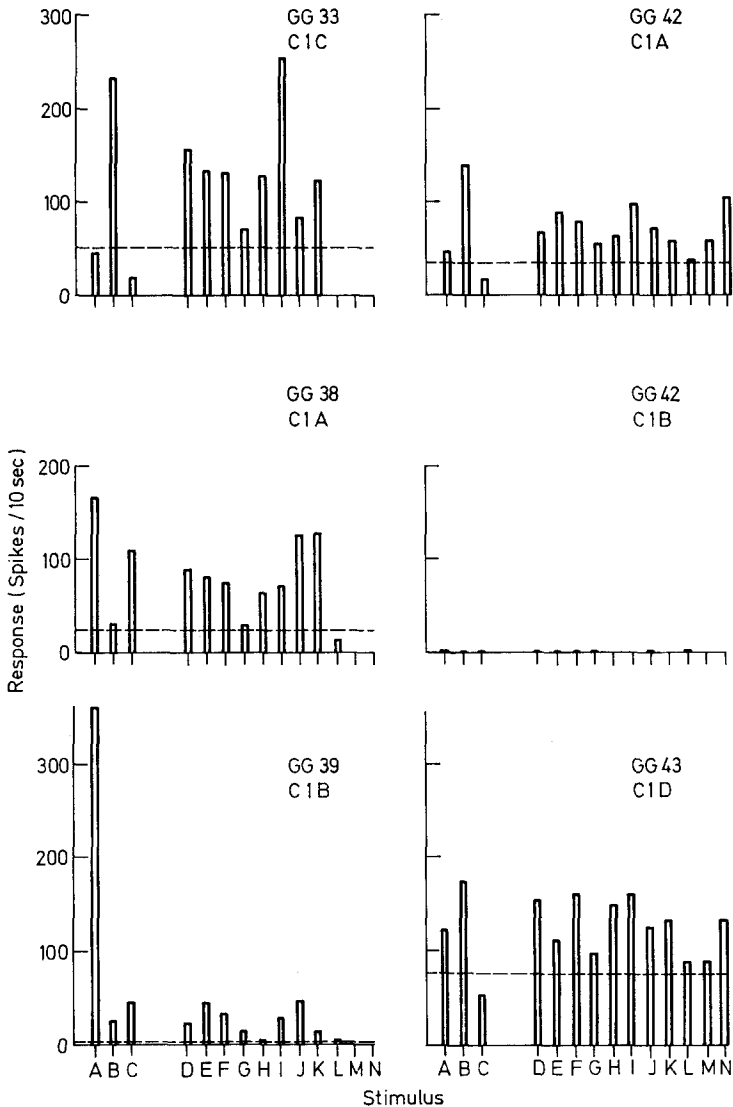 GG 33
C1C
300
200
100
0
GG 42
C1A
GG 38
C1A
200
100
0
GG 42
C1B
Response (Spikes / 10 sec)
GG 39
C1B
300
200
100
0
GG 43
C1D
A B C D E F G H I J K L M N
A B C D E F G H I J K L M N
Stimulus